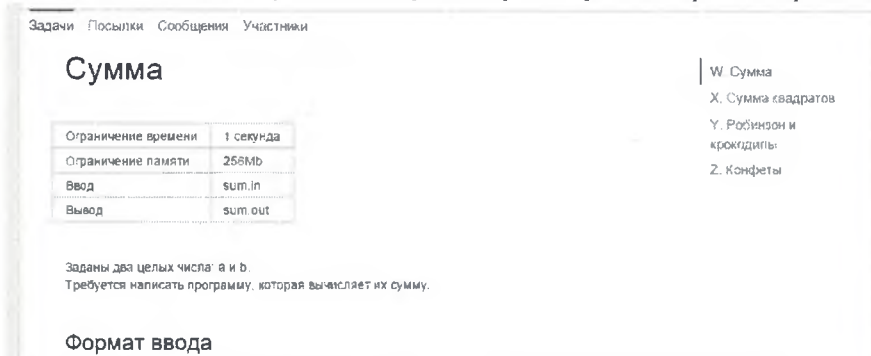 Задачи Посылки Сообщения Участники
Сумма
Ограничение времени 1 секунда
Ограничение памяти 256Mb
Ввод sum.in
Вывод sum.out
Заданы два целых числа: a и b.
Требуется написать программу, которая вычисляет их сумму.
Формат ввода
W. Сумма
X. Сумма квадратов
Y. Робинзон и
крокодилы
Z. Конфеты